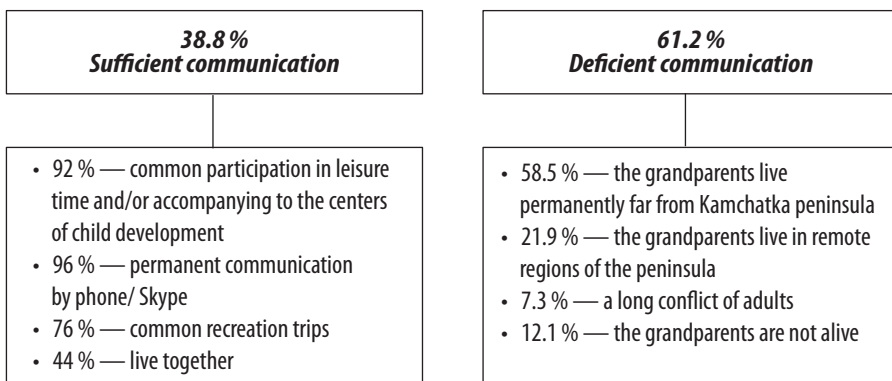 38.8 %
Sufficient communication
61.2 %
Deficient communication
• 92 % — common participation in leisure
time and/or accompanying to the centers
of child development
• 96 % — permanent communication
by phone/ Skype
• 76 % — common recreation trips
• 44 % — live together
• 58.5 % — the grandparents live
permanently far from Kamchatka peninsula
• 21.9 % — the grandparents live in remote
regions of the peninsula
• 7.3 % — a long conflict of adults
• 12.1 % — the grandparents are not alive